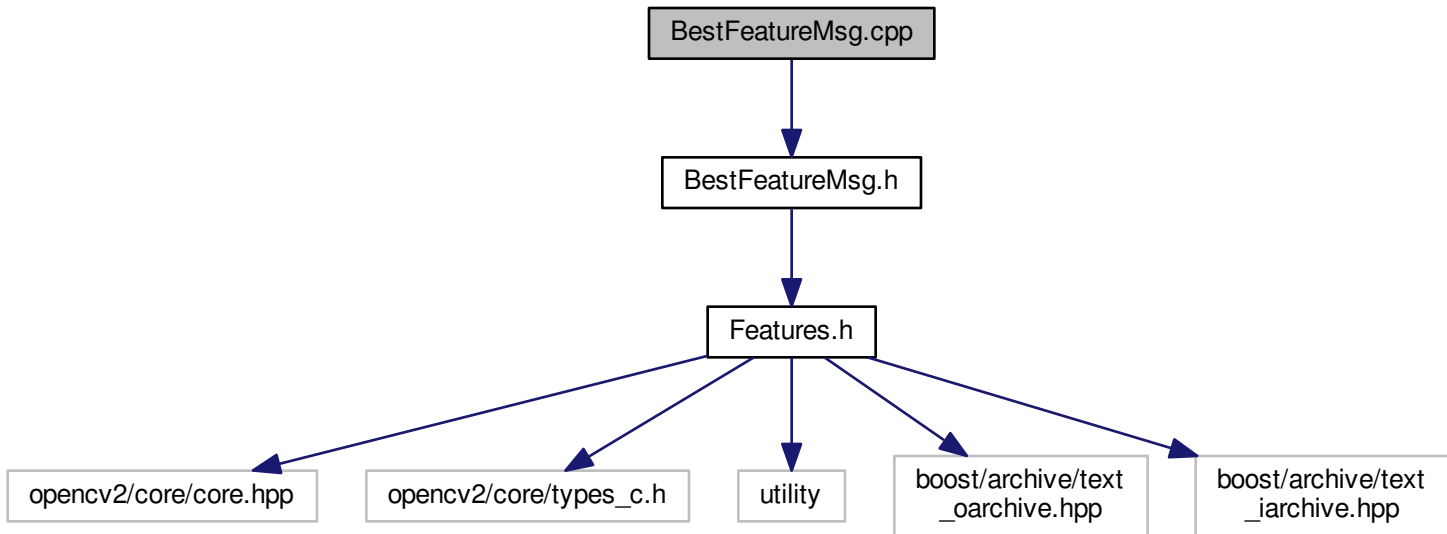 BestFeatureMsg.cpp
BestFeatureMsg.h
Features.h
opencv2/core/core.hpp
opencv2/core/types_c.h
utility
boost/archive/text
_oarchive.hpp
boost/archive/text
_iarchive.hpp